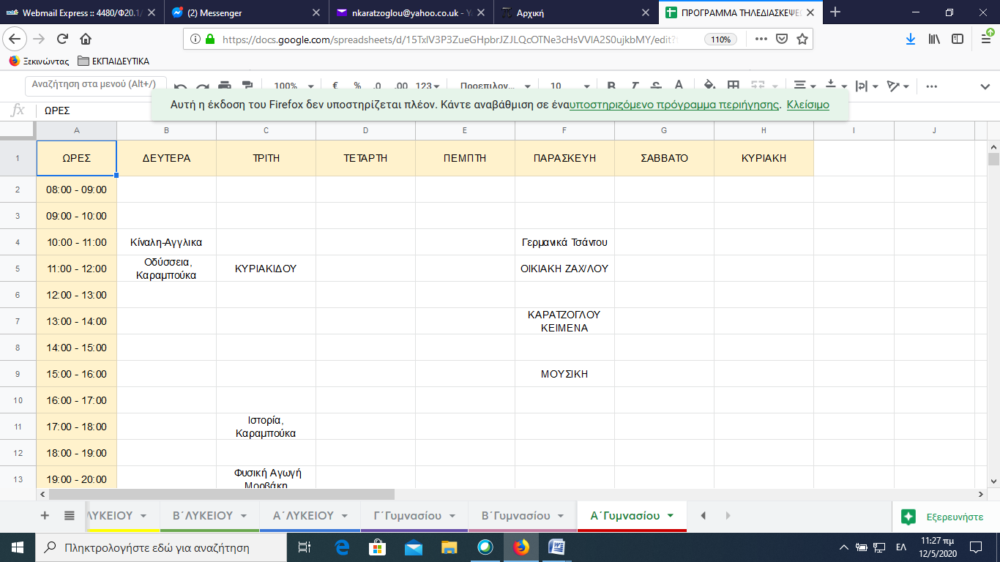 Webmail Express :: 4480/Φ20.1/
(2) Messenger
nkaratzoglou@yahoo.co.uk - Ya
Αρχική
ΠΡΟΓΡΑΜΜΑ ΤΗΛΕΔΙΑΣΚΕΨΕΩ
https://docs.google.com/spreadsheets/d/15TxlV3P3ZueGHpbrJZJLQcOTNe3cHsVVlA2S0ujkbMY/edit?
110%
Ξεκινώντας
ΕΚΠΑΙΔΕΥΤΙΚΑ
Αναζήτηση στα μενού (Alt+/)
100% € % .0 .00 123 Προεπιλογ... 10 B I S A
Αυτή η έκδοση του Firefox δεν υποστηρίζεται πλέον. Κάντε αναβάθμιση σε ένα υποστηριζόμενο πρόγραμμα περιήγησης. Κλείσιμο
fx ΩΡΕΣ
A B C D E F G H I J
1 ΩΡΕΣ ΔΕΥΤΕΡΑ ΤΡΙΤΗ ΤΕΤΑΡΤΗ ΠΕΜΠΤΗ ΠΑΡΑΣΚΕΥΗ ΣΑΒΒΑΤΟ ΚΥΡΙΑΚΗ
2 08:00 - 09:00
3 09:00 - 10:00
4 10:00 - 11:00 Κίναλη-Αγγλικα Γερμανικά Τσάντου
5 11:00 - 12:00 Οδύσσεια, Καραμπούκα ΚΥΡΙΑΚΙΔΟΥ ΟΙΚΙΑΚΗ ΖΑΧ/ΛΟΥ
6 12:00 - 13:00
7 13:00 - 14:00 ΚΑΡΑΤΖΟΓΛΟΥ ΚΕΙΜΕΝΑ
8 14:00 - 15:00
9 15:00 - 16:00 ΜΟΥΣΙΚΗ
10 16:00 - 17:00
11 17:00 - 18:00 Ιστορία, Καραμπούκα
12 18:00 - 19:00
13 19:00 - 20:00 Φυσική Αγωγή Μοοβάκη
ΛΥΚΕΙΟΥ Β΄ΛΥΚΕΙΟΥ Α΄ΛΥΚΕΙΟΥ Γ΄Γυμνασίου Β΄Γυμνασίου Α΄Γυμνασίου Εξερευνήστε
Πληκτρολογήστε εδώ για αναζήτηση
ΕΛ
11:27 πμ
12/5/2020